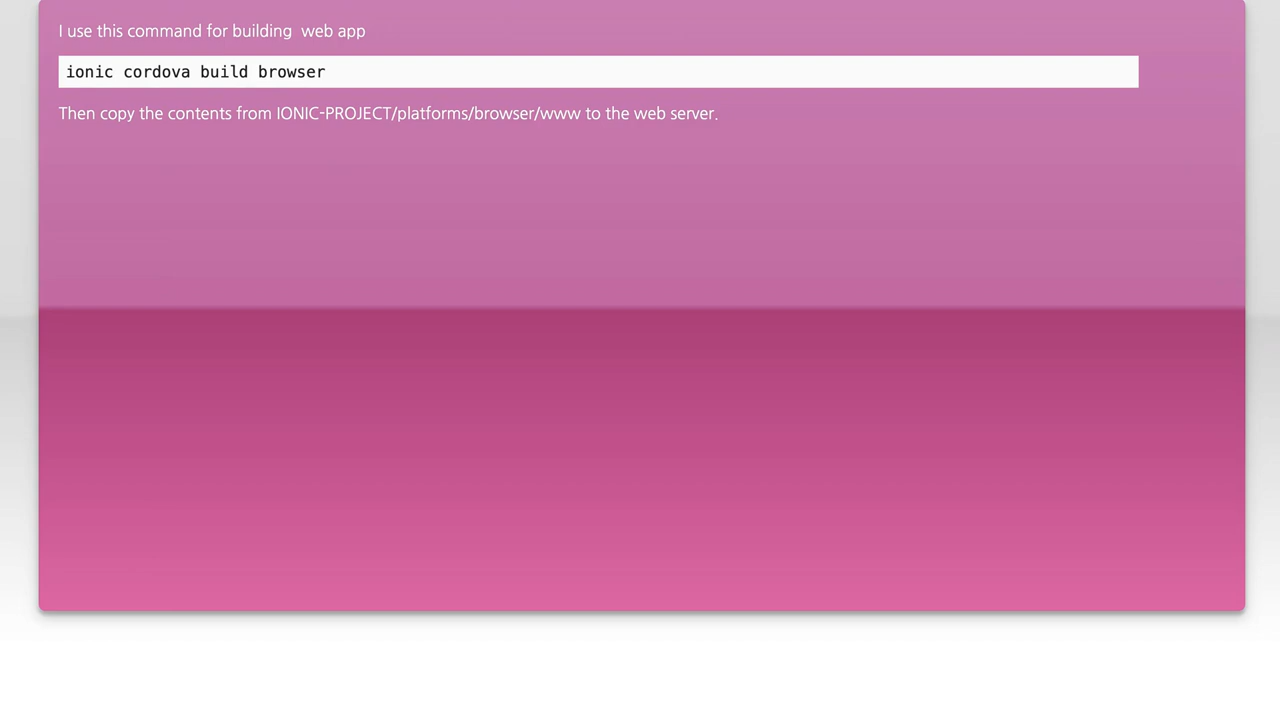 I use this command for building  web app
ionic cordova build browser
Then copy the contents from IONIC-PROJECT/platforms/browser/www to the web server.